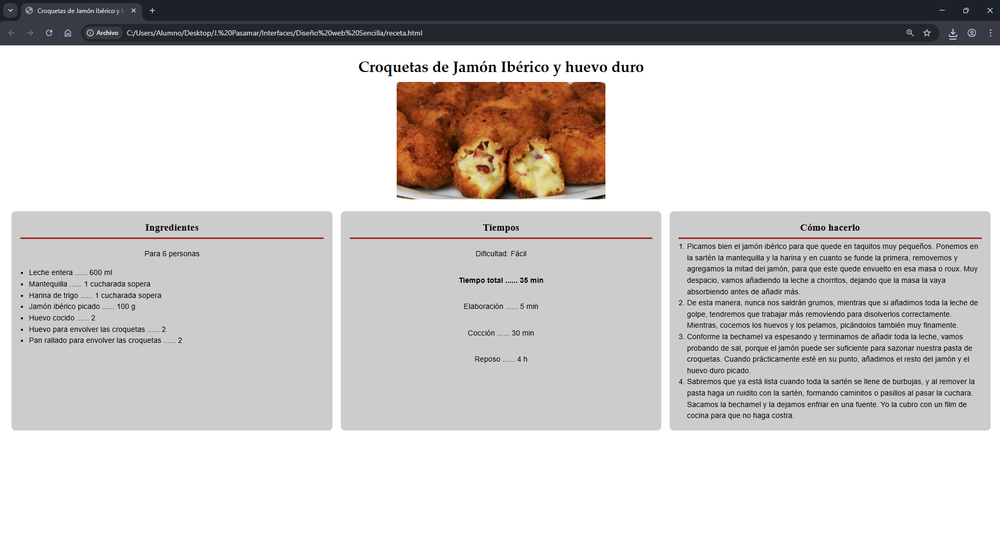 Croquetas de Jamón Ibérico y h
Archivo
C:/Users/Alumno/Desktop/J.%20Pasamar/Interfaces/Diseño%20web%20Sencilla/receta.html
Croquetas de Jamón Ibérico y huevo duro
Ingredientes
Para 6 personas
• Leche entera ...... 600 ml
• Mantequilla ...... 1 cucharada sopera
• Harina de trigo ...... 1 cucharada sopera
• Jamón ibérico picado ...... 100 g
• Huevo cocido ...... 2
• Huevo para envolver las croquetas ...... 2
• Pan rallado para envolver las croquetas ...... 2
Tiempos
Dificultad: Fácil
Tiempo total ...... 35 min
Elaboración ...... 5 min
Cocción ...... 30 min
Reposo ...... 4 h
Cómo hacerlo
1. Picamos bien el jamón ibérico para que quede en taquitos muy pequeños. Ponemos en
la sartén la mantequilla y la harina y en cuanto se funde la primera, removemos y
agregamos la mitad del jamón, para que este quede envuelto en esa masa o roux. Muy
despacio, vamos añadiendo la leche a chorritos, dejando que la masa la vaya
absorbiendo antes de añadir más.
2. De esta manera, nunca nos saldrán grumos, mientras que si añadimos toda la leche de
golpe, tendremos que trabajar más removiendo para disolverlos correctamente.
Mientras, cocemos los huevos y los pelamos, picándolos también muy finamente.
3. Conforme la bechamel va espesando y terminamos de añadir toda la leche, vamos
probando de sal, porque el jamón puede ser suficiente para sazonar nuestra pasta de
croquetas. Cuando prácticamente esté en su punto, añadimos el resto del jamón y el
huevo duro picado.
4. Sabremos que ya está lista cuando toda la sartén se llene de burbujas, y al remover la
pasta haga un ruidito con la sartén, formando caminitos o pasillos al pasar la cuchara.
Sacamos la bechamel y la dejamos enfriar en una fuente. Yo la cubro con un film de
cocina para que no haga costra.